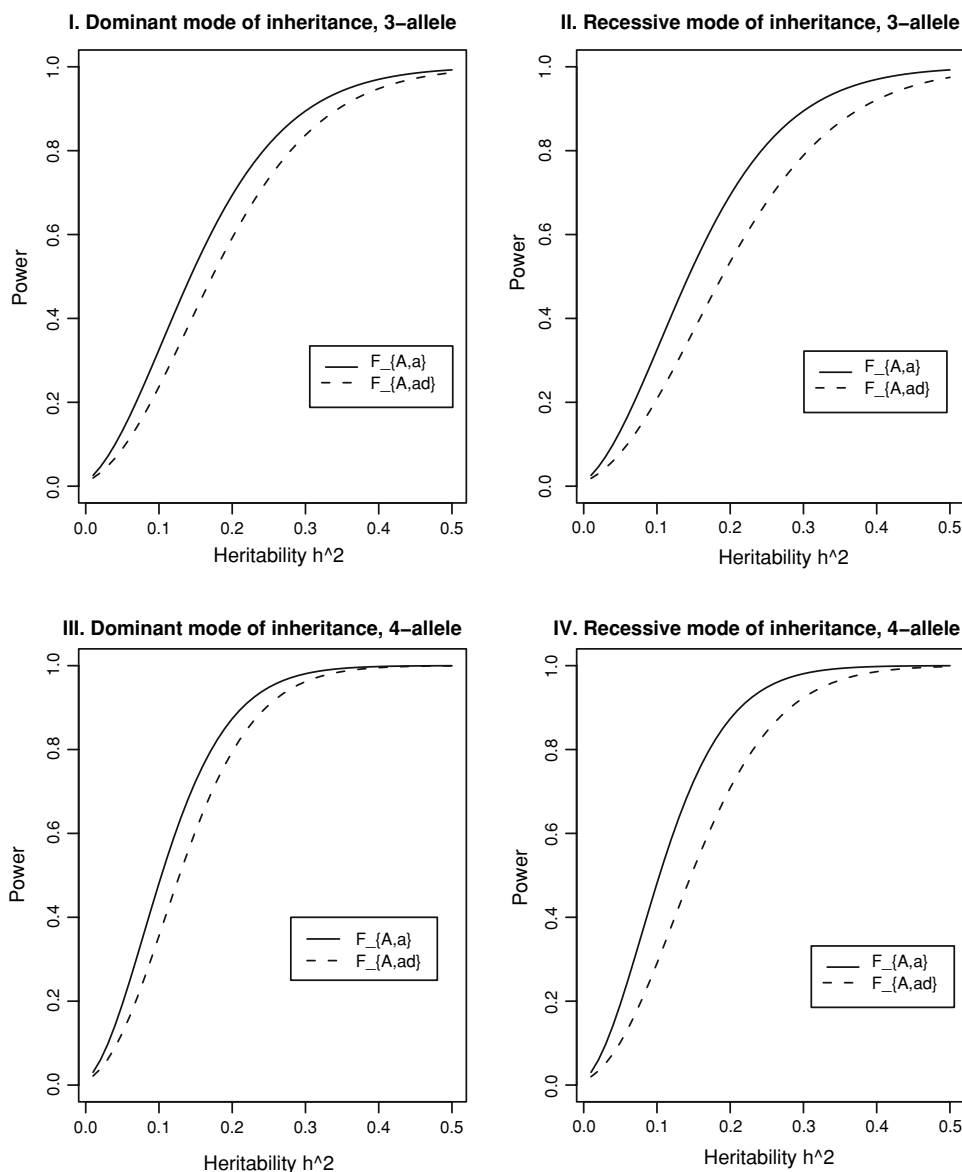 I. Dominant mode of inheritance, 3−allele
Power
1.0
0.8
0.6
0.4
0.2
0.0
F_{A,a}
F_{A,ad}
0.0 0.1 0.2 0.3 0.4 0.5
Heritability h^2
II. Recessive mode of inheritance, 3−allele
Power
1.0
0.8
0.6
0.4
0.2
0.0
F_{A,a}
F_{A,ad}
0.0 0.1 0.2 0.3 0.4 0.5
Heritability h^2
III. Dominant mode of inheritance, 4−allele
Power
1.0
0.8
0.6
0.4
0.2
0.0
F_{A,a}
F_{A,ad}
0.0 0.1 0.2 0.3 0.4 0.5
Heritability h^2
IV. Recessive mode of inheritance, 4−allele
Power
1.0
0.8
0.6
0.4
0.2
0.0
F_{A,a}
F_{A,ad}
0.0 0.1 0.2 0.3 0.4 0.5
Heritability h^2